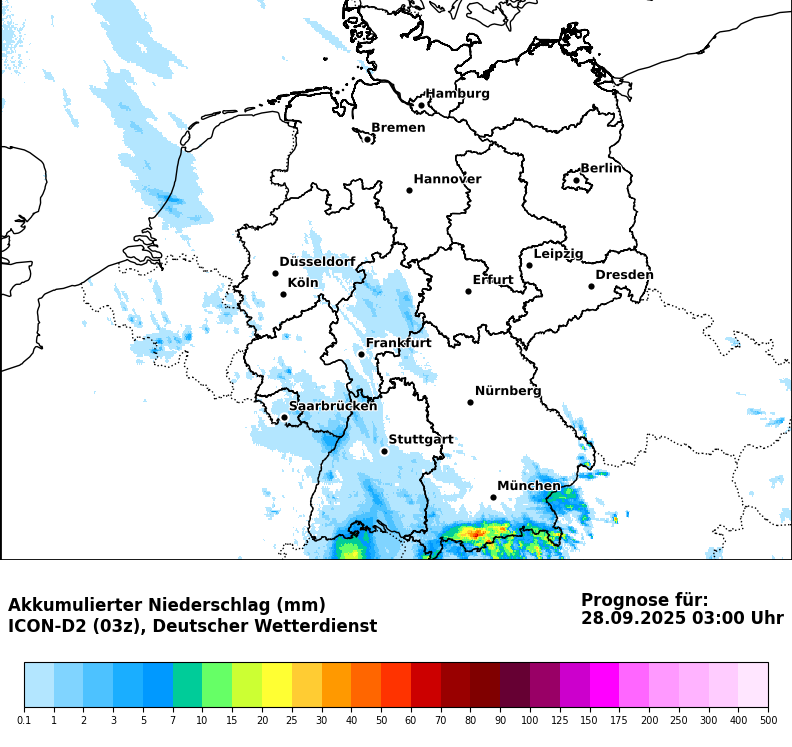 Hamburg
Bremen
Berlin
Hannover
Leipzig
Düsseldorf
Dresden
Köln
Erfurt
Frankfurt
Nürnberg
Saarbrücken
Stuttgart
München
Akkumulierter Niederschlag (mm)
ICON-D2 (03z), Deutscher Wetterdienst
Prognose für:
28.09.2025 03:00 Uhr
0.1 1 2 3 5 7 10 15 20 25 30 40 50 60 70 80 90 100 125 150 175 200 250 300 400 500